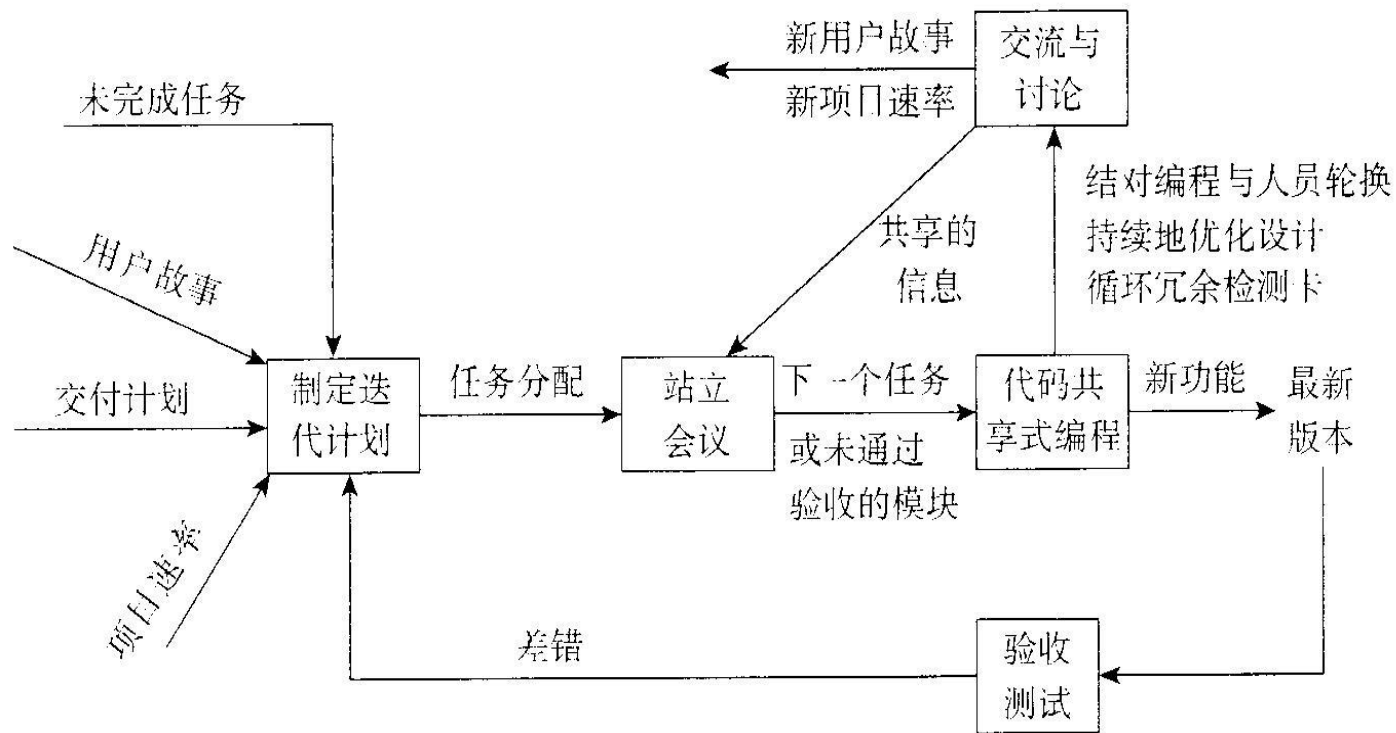 新用户故事
新项目速率
交流与
讨论
未完成任务
结对编程与人员轮换
持续地优化设计
循环冗余检测卡
共享的
信息
用户故事
交付计划
项目速率
制定迭
代计划
任务分配
站立
会议
下一个任务
或未通过
验收的模块
代码共
享式编程
新功能
最新
版本
差错
验收
测试